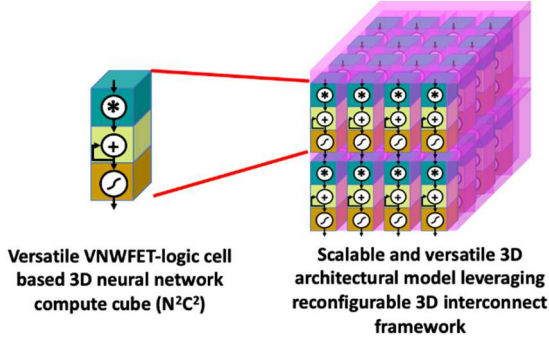 Versatile VNWFET-logic cell
based 3D neural network
compute cube (N²C²)
Scalable and versatile 3D
architectural model leveraging
reconfigurable 3D interconnect
framework